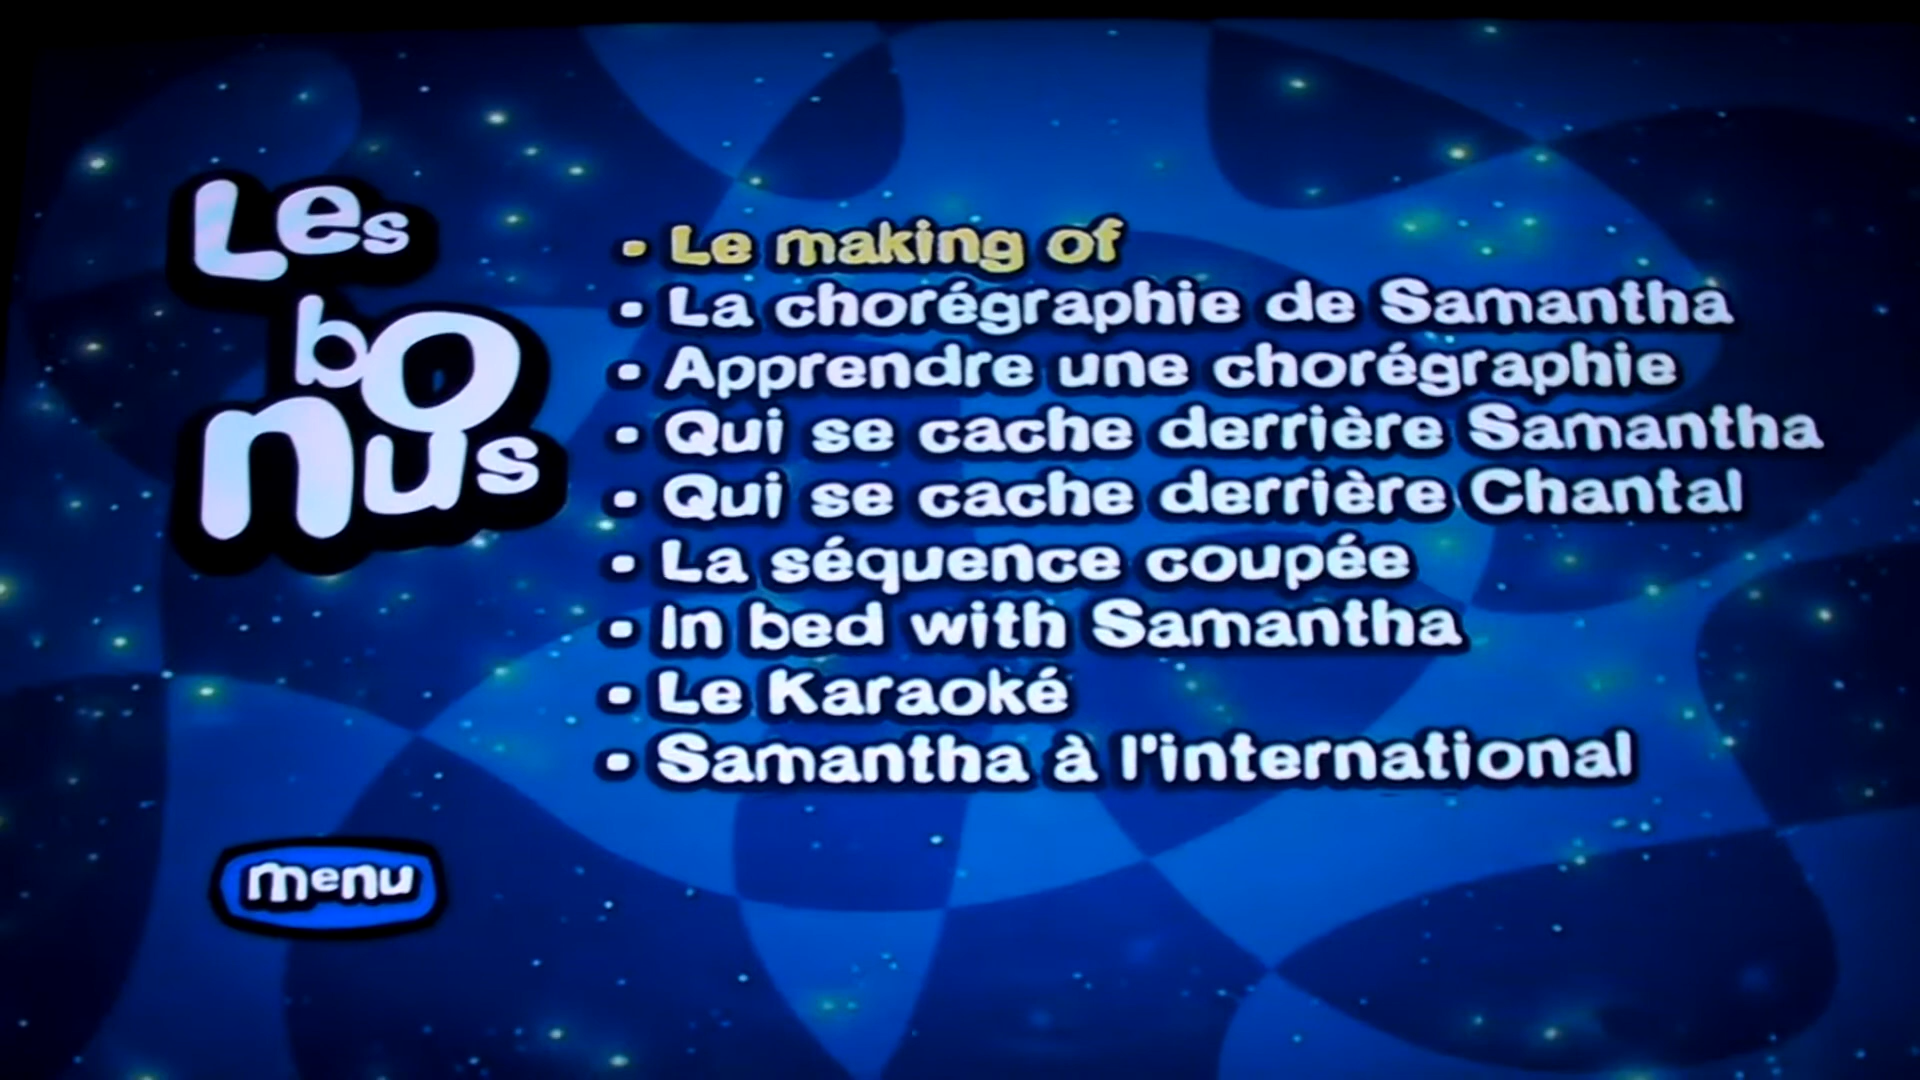 Les
bonus
• Le making of
• La chorégraphie de Samantha
• Apprendre une chorégraphie
• Qui se cache derrière Samantha
• Qui se cache derrière Chantal
• La séquence coupée
• In bed with Samantha
• Le Karaoké
• Samantha à l'international
menu